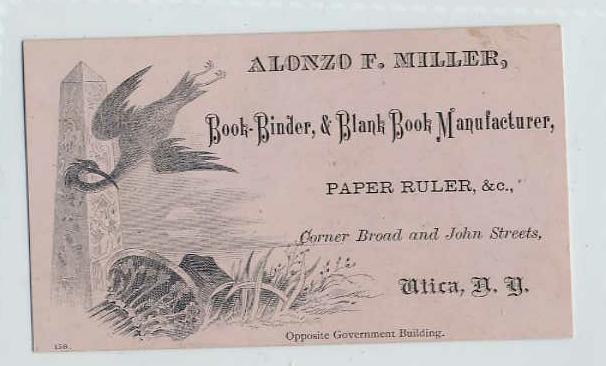 ALONZO F. MILLER,
Book-Binder, & Blank Book Manufacturer,
PAPER RULER, &c.,
Corner Broad and John Streets,
Utica, N. Y.
Opposite Government Building.
158.